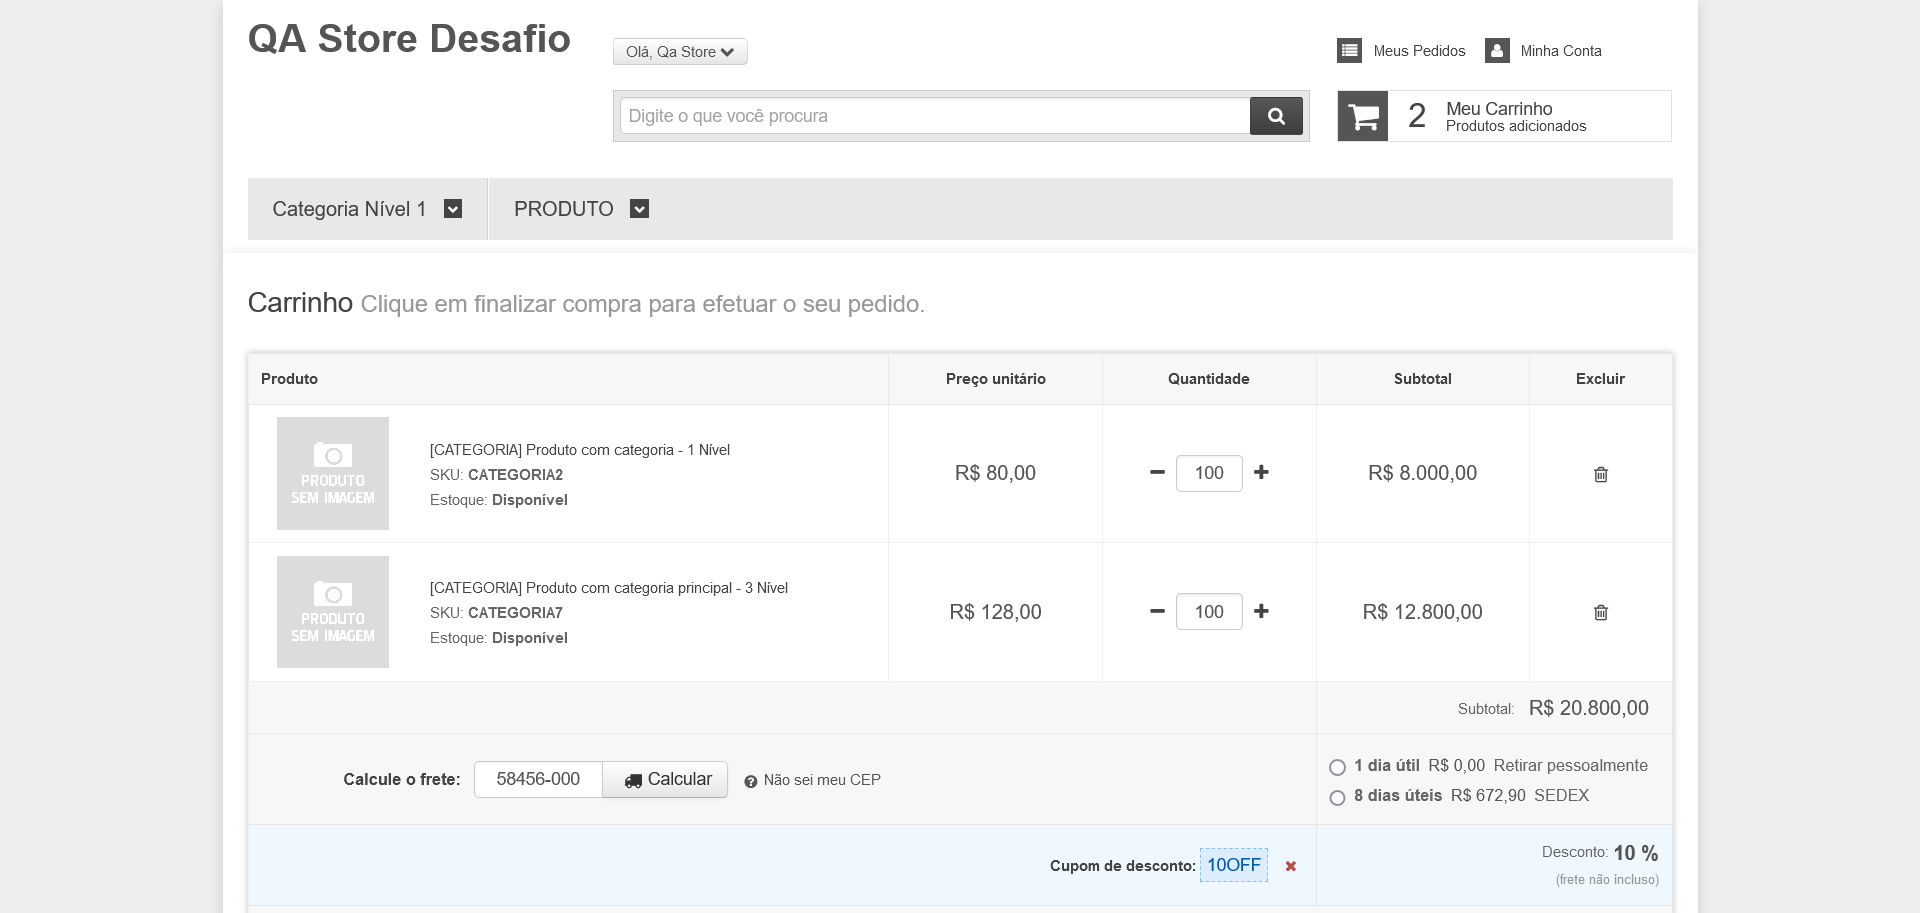 QA Store Desafio
Olá, Qa Store
Meus Pedidos
Minha Conta
Digite o que você procura
2
Meu Carrinho
Produtos adicionados
Categoria Nível 1
PRODUTO
Carrinho Clique em finalizar compra para efetuar o seu pedido.
Produto
Preço unitário
Quantidade
Subtotal
Excluir
PRODUTO
SEM IMAGEM
[CATEGORIA] Produto com categoria - 1 Nível
SKU: CATEGORIA2
Estoque: Disponível
R$ 80,00
100
R$ 8.000,00
PRODUTO
SEM IMAGEM
[CATEGORIA] Produto com categoria principal - 3 Nível
SKU: CATEGORIA7
Estoque: Disponível
R$ 128,00
100
R$ 12.800,00
Subtotal: R$ 20.800,00
Calcule o frete:
58456-000
Calcular
Não sei meu CEP
1 dia útil R$ 0,00 Retirar pessoalmente
8 dias úteis R$ 672,90 SEDEX
Cupom de desconto: 10OFF
Desconto: 10 %
(frete não incluso)